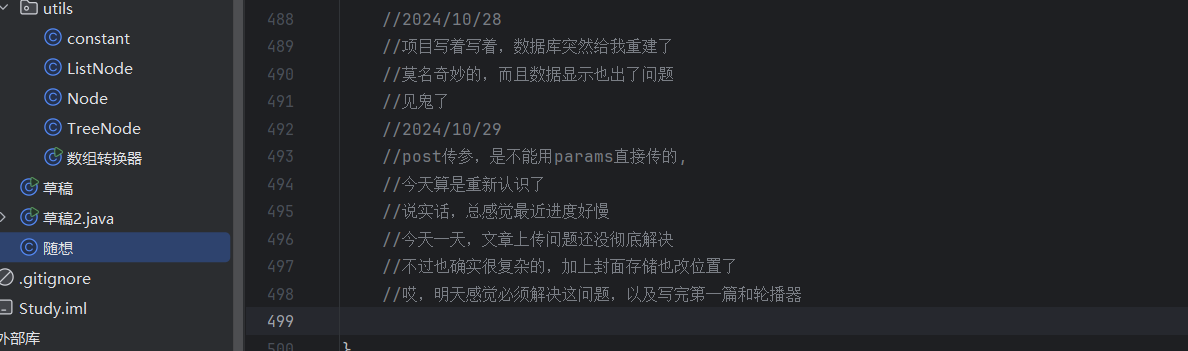 utils
constant
ListNode
Node
TreeNode
数组转换器
草稿
草稿2.java
随想
.gitignore
Study.iml
外部库
488 //2024/10/28
489 //项目写着写着，数据库突然给我重建了
490 //莫名奇妙的，而且数据显示也出了问题
491 //见鬼了
492 //2024/10/29
493 //post传参，是不能用params直接传的，
494 //今天算是重新认识了
495 //说实话，总感觉最近进度好慢
496 //今天一天，文章上传问题还没彻底解决
497 //不过也确实很复杂的，加上封面存储也改位置了
498 //哎，明天感觉必须解决这问题，以及写完第一篇和轮播器
499
500 }